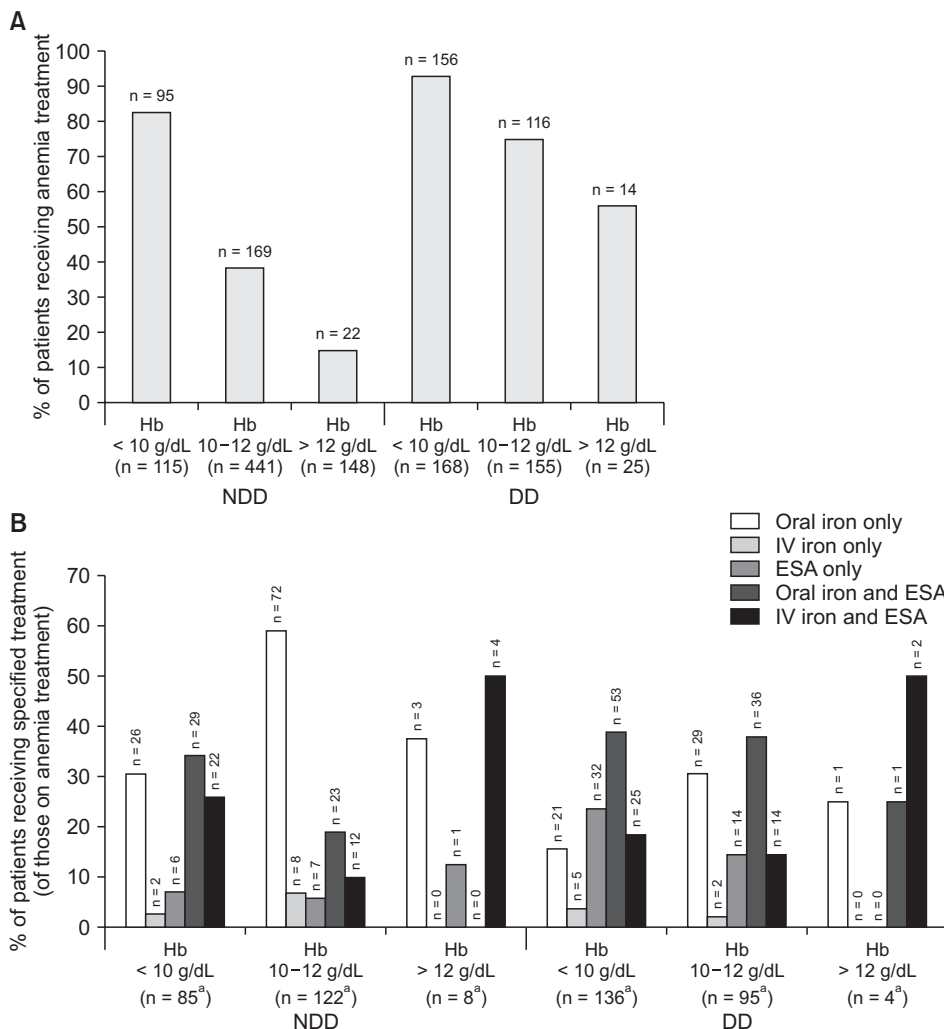 A
% of patients receiving anemia treatment
100
90
80
70
60
50
40
30
20
10
0
n = 95
n = 169
n = 22
n = 156
n = 116
n = 14
Hb Hb Hb Hb Hb Hb
< 10 g/dL 10–12 g/dL > 12 g/dL < 10 g/dL 10–12 g/dL > 12 g/dL
(n = 115) (n = 441) (n = 148) (n = 168) (n = 155) (n = 25)
NDD DD
B
Oral iron only
IV iron only
ESA only
Oral iron and ESA
IV iron and ESA
% of patients receiving specified treatment
(of those on anemia treatment)
70
60
50
40
30
20
10
0
n = 26
n = 2
n = 6
n = 29
n = 22
n = 72
n = 8
n = 7
n = 23
n = 12
n = 3
n = 0
n = 1
n = 0
n = 4
n = 21
n = 5
n = 32
n = 53
n = 25
n = 29
n = 2
n = 14
n = 36
n = 14
n = 1
n = 0
n = 0
n = 1
n = 2
Hb Hb Hb Hb Hb Hb
< 10 g/dL 10–12 g/dL > 12 g/dL < 10 g/dL 10–12 g/dL > 12 g/dL
(n = 85a) (n = 122a) (n = 8a) (n = 136a) (n = 95a) (n = 4a)
NDD DD